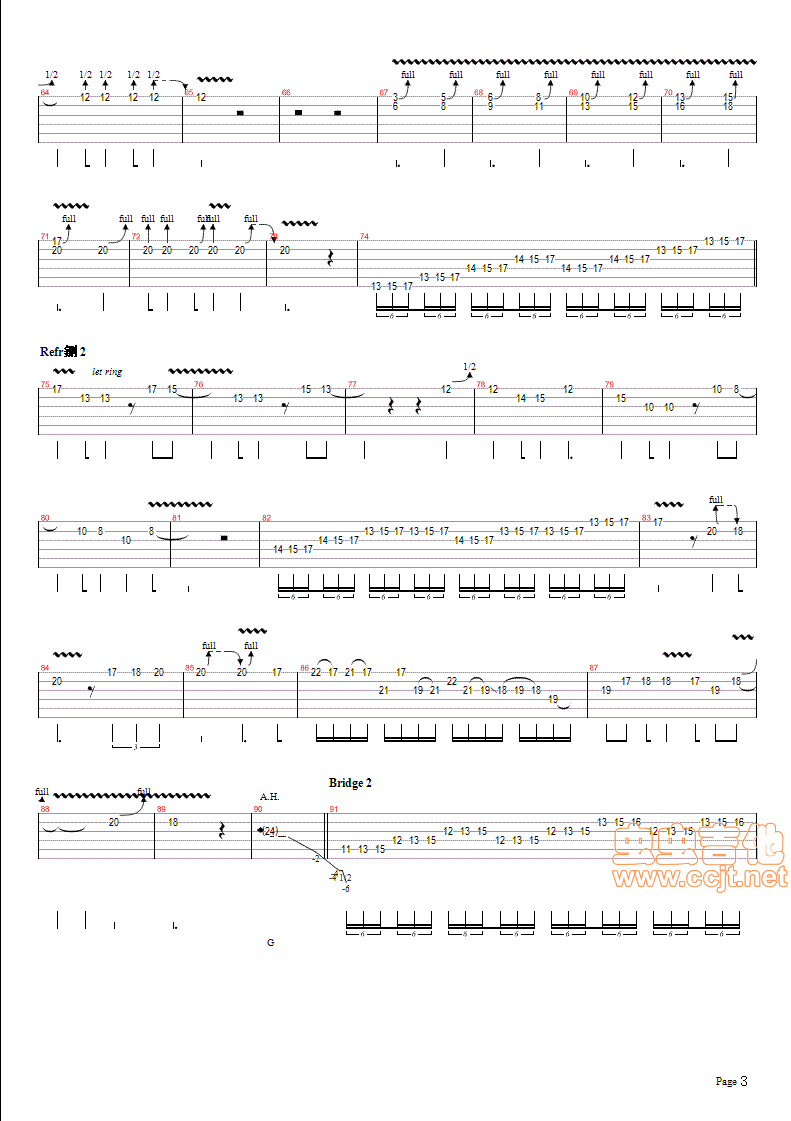 1/2 1/2 1/2 1/2 1/2 full full full full full full full full
64 12 12 12 12 65 12 66 67 3 5 68 6 8 69 10 12 70 13 15
6 8 9 11 13 15 16 18
full full full full full full full
71 17 72 73 74 13 15 17
20 20 20 20 20 20 20 13 15 17
14 15 17 14 15 17
14 15 17 14 15 17
13 15 17
13 15 17
6 6 6 6 6 6 6 6
Refr鋼 2
let ring 1/2
75 17 17 15 76 15 13 77 12 78 12 12 79 10 8
13 13 13 13 14 15 15
10 10
full
80 81 82 13 15 17 83 17
10 8 8 13 15 17 13 15 17 13 15 17 13 15 17 20 18
10 14 15 17 14 15 17
14 15 17
6 6 6 6 6 6 6 6
full full
84 17 18 20 85 20 20 17 86 22 17 21 17 17 87
20 22 17 18 18 17 18
21 19 21 21 19 18 19 18 19 19
19
3
full full A.H. Bridge 2
88 89 90 91
20 18 13 15 16 13 15 16
(24) 12 13 15 12 13 15 12 13 15
12 13 15 12 13 15
11 13 15
-2
-4 1/2
-6
6 6 6 6 6 6 6 6
G
虫虫吉他
www.ccjt.net
Page 3